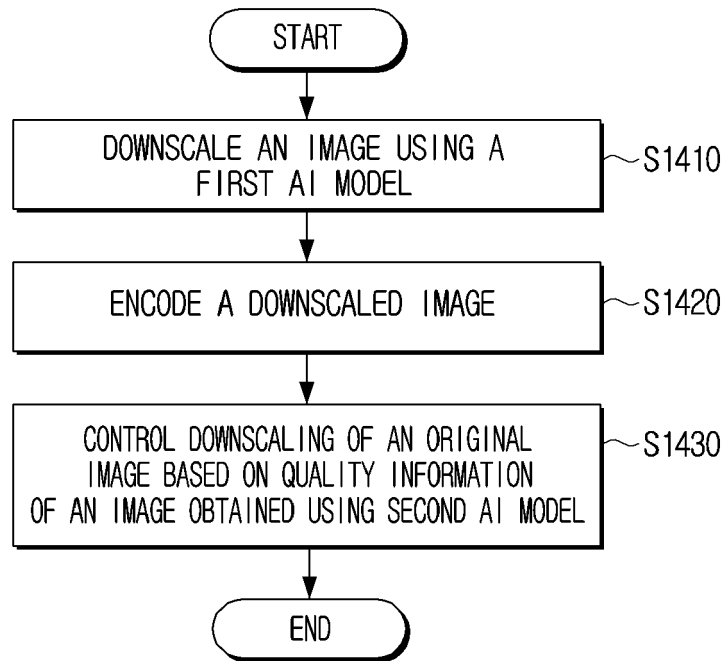 START
DOWNSCALE AN IMAGE USING A
FIRST AI MODEL
S1410
ENCODE A DOWNSCALED IMAGE
S1420
CONTROL DOWNSCALING OF AN ORIGINAL
IMAGE BASED ON QUALITY INFORMATION
OF AN IMAGE OBTAINED USING SECOND AI MODEL
S1430
END